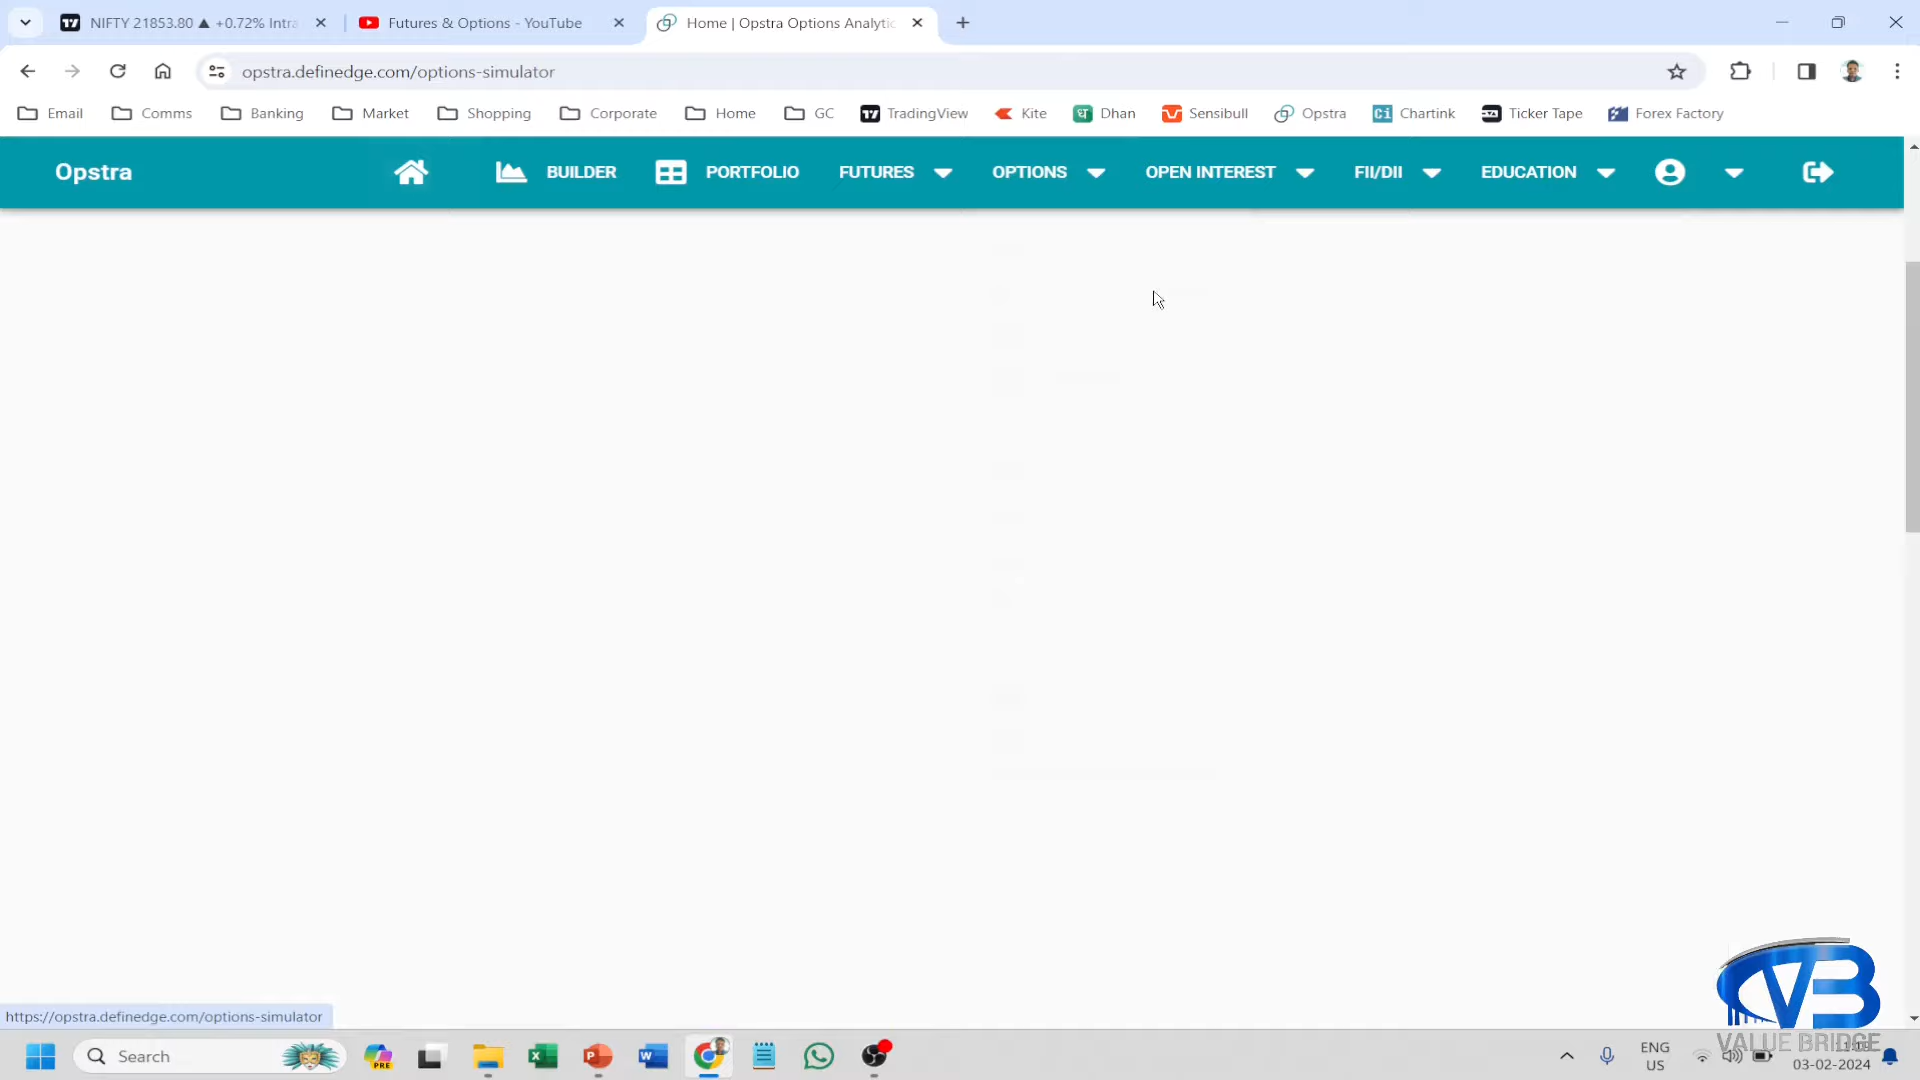 NIFTY 21853.80 ▲ +0.72% Intra
Futures & Options - YouTube
Home | Opstra Options Analytic
opstra.definedge.com/options-simulator
Email Comms Banking Market Shopping Corporate Home GC TradingView Kite Dhan Sensibull Opstra Chartink Ticker Tape Forex Factory
Opstra BUILDER PORTFOLIO FUTURES OPTIONS OPEN INTEREST FII/DII EDUCATION
https://opstra.definedge.com/options-simulator
Search
PRE
ENG
US
VALUE BRIDGE
03-02-2024